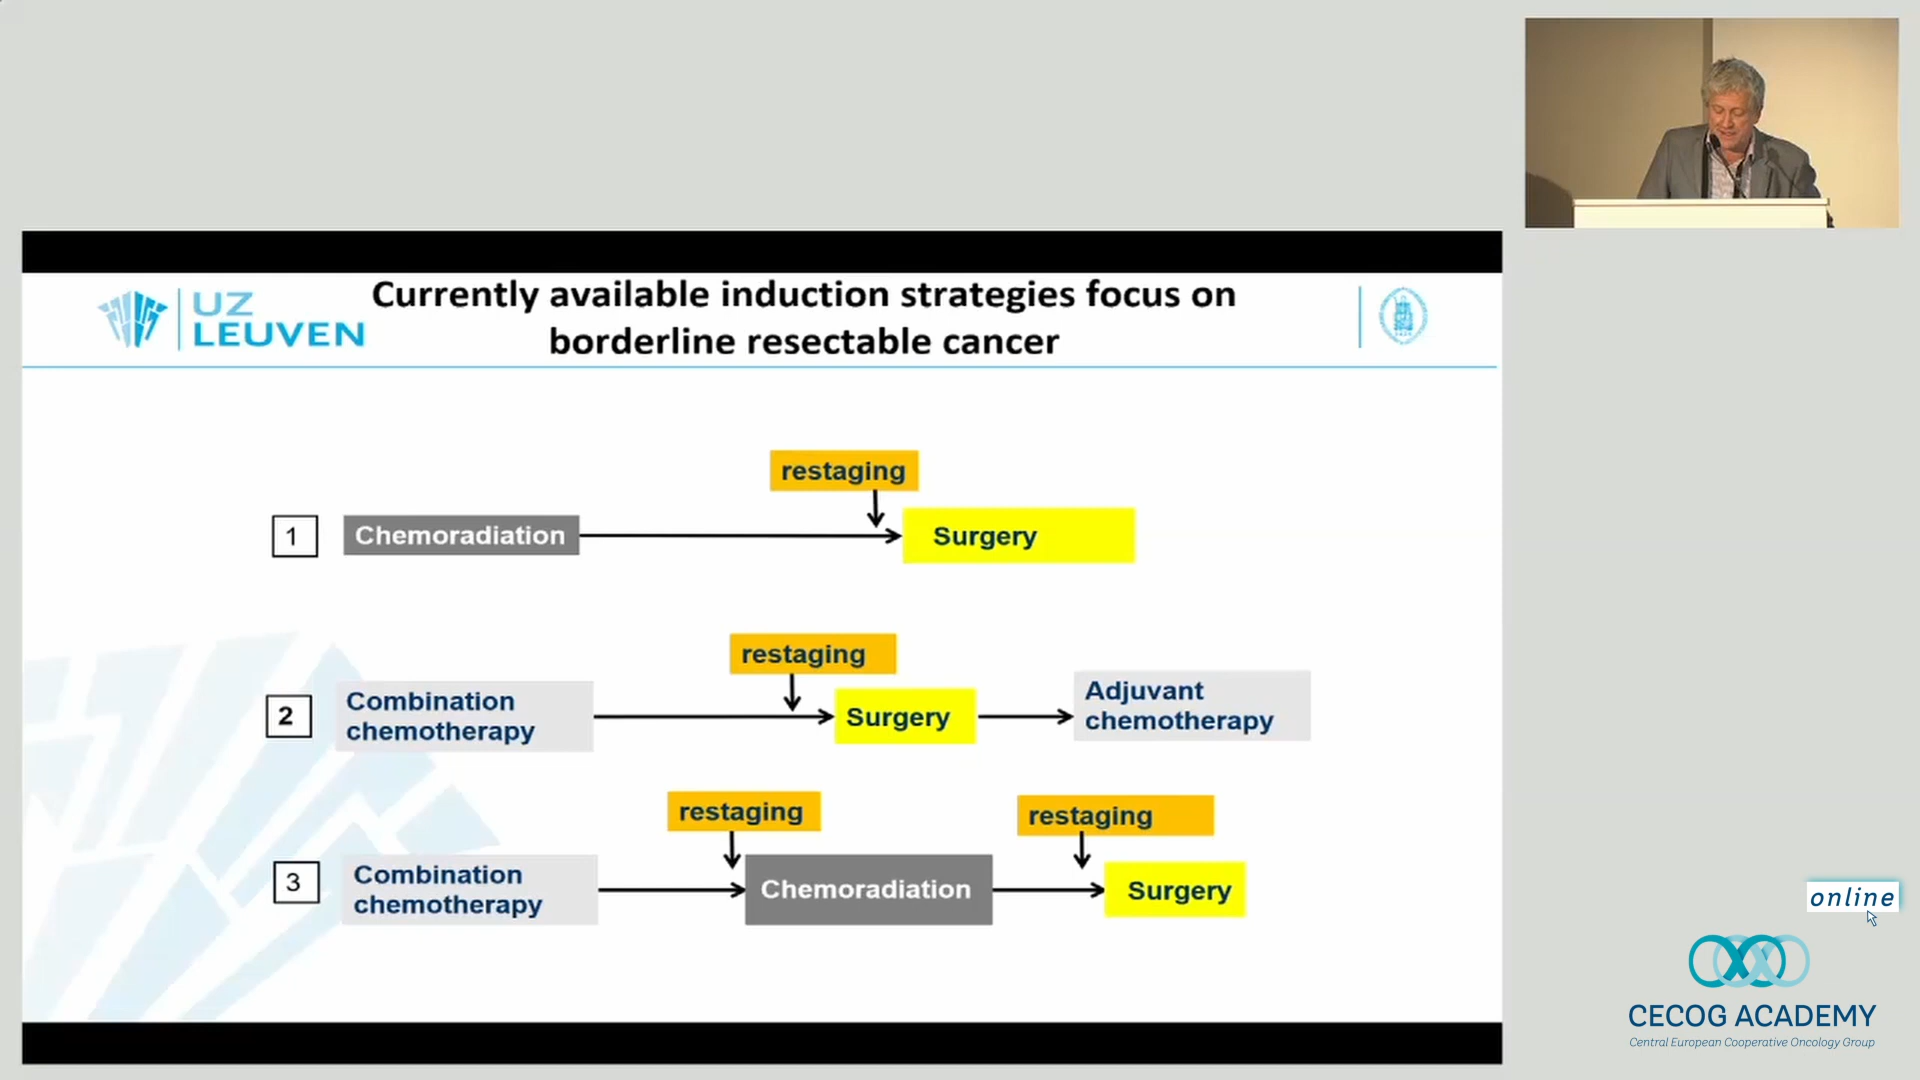 UZ
LEUVEN
Currently available induction strategies focus on
borderline resectable cancer
restaging
1
Chemoradiation
Surgery
restaging
2
Combination
chemotherapy
Surgery
Adjuvant
chemotherapy
restaging
restaging
3
Combination
chemotherapy
Chemoradiation
Surgery
online
CECOG ACADEMY
Central European Cooperative Oncology Group